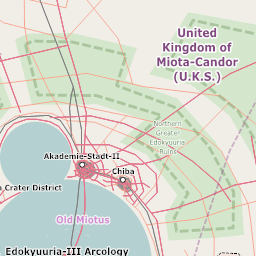 United
Kingdom of
Miota-Candor
(U.K.S.)
Northern
Greater
Edokyuuria
Ruins
Akademie-Stadt-II
Chiba
Crater District
Old Miotus
Edokyuuria-III Arcology